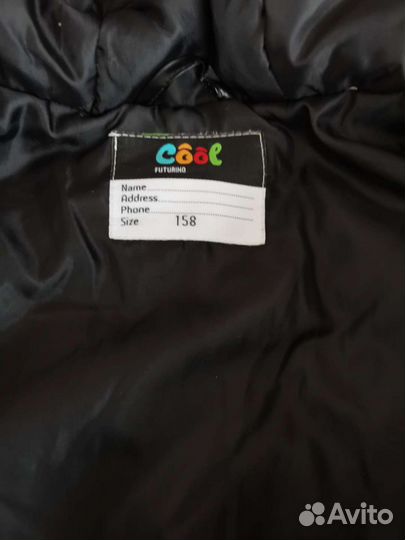 Cool
FUTURINO
Name
Address
Phone
Size 158
Avito